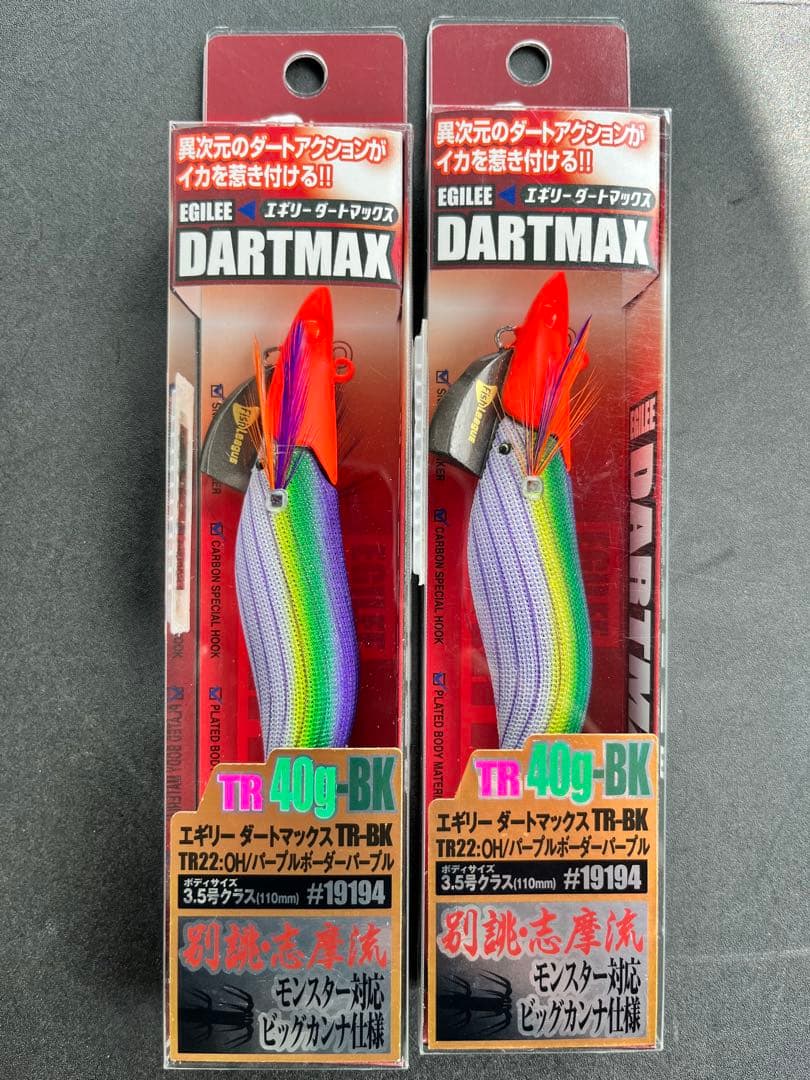 異次元のダートアクションが
イカを惹き付ける!!
EGILEE エギリーダートマックス
DARTMAX
Fish League
CARBON SPECIAL HOOK
PLATED BODY MATERI
TR 40g-BK
エギリー ダートマックス TR-BK
TR22:OH/パープルボーダーパープル
ボディサイズ
3.5号クラス(110mm) #19194
別誂・志摩流
モンスター対応
ビッグカンナ仕様
異次元のダートアクションが
イカを惹き付ける!!
EGILEE エギリーダートマックス
DARTMAX
Fish League
EGILEE
DARTM
CARBON SPECIAL HOOK
PLATED BODY MATER
TR 40g-BK
エギリー ダートマックス TR-BK
TR22:OH/パープルボーダーパープル
ボディサイズ
3.5号クラス(110mm) #19194
別誂・志摩流
モンスター対応
ビッグカンナ仕様